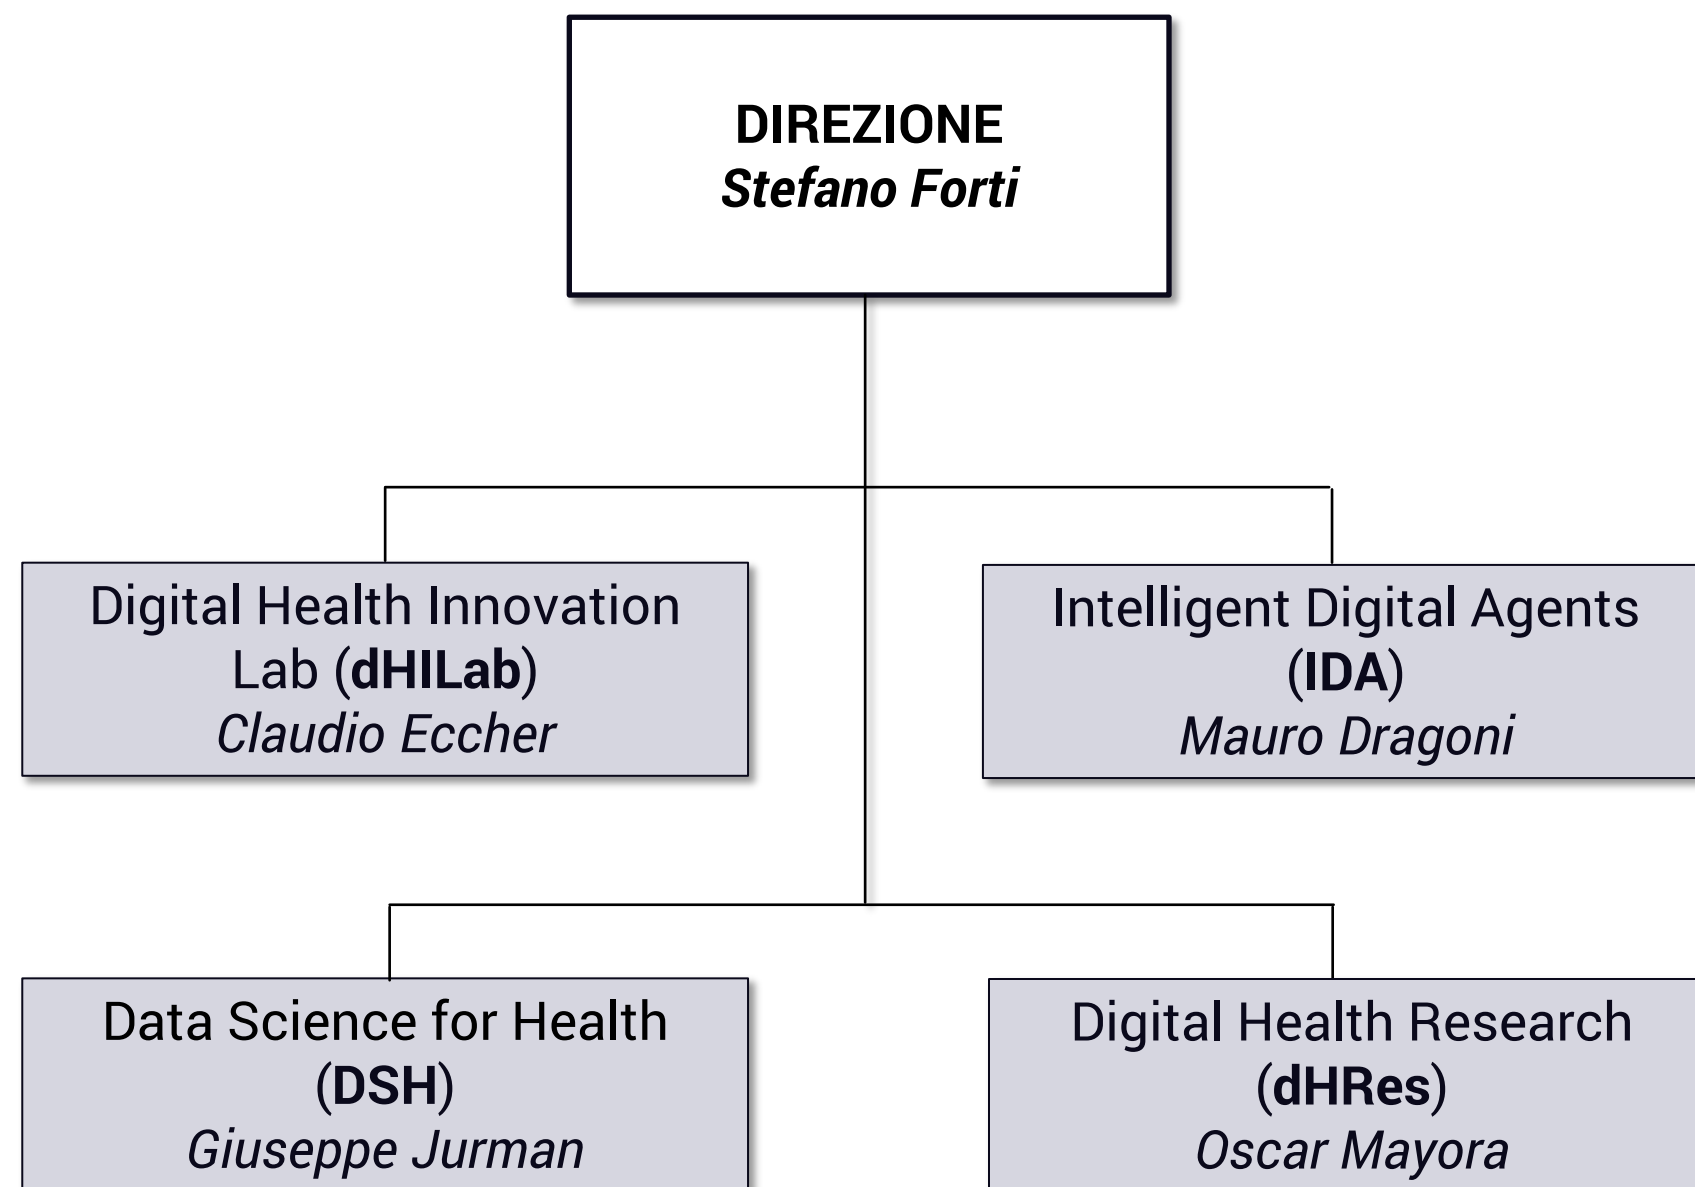 DIREZIONE
Stefano Forti
Digital Health Innovation
Lab (dHILab)
Claudio Eccher
Intelligent Digital Agents
(IDA)
Mauro Dragoni
Data Science for Health
(DSH)
Giuseppe Jurman
Digital Health Research
(dHRes)
Oscar Mayora